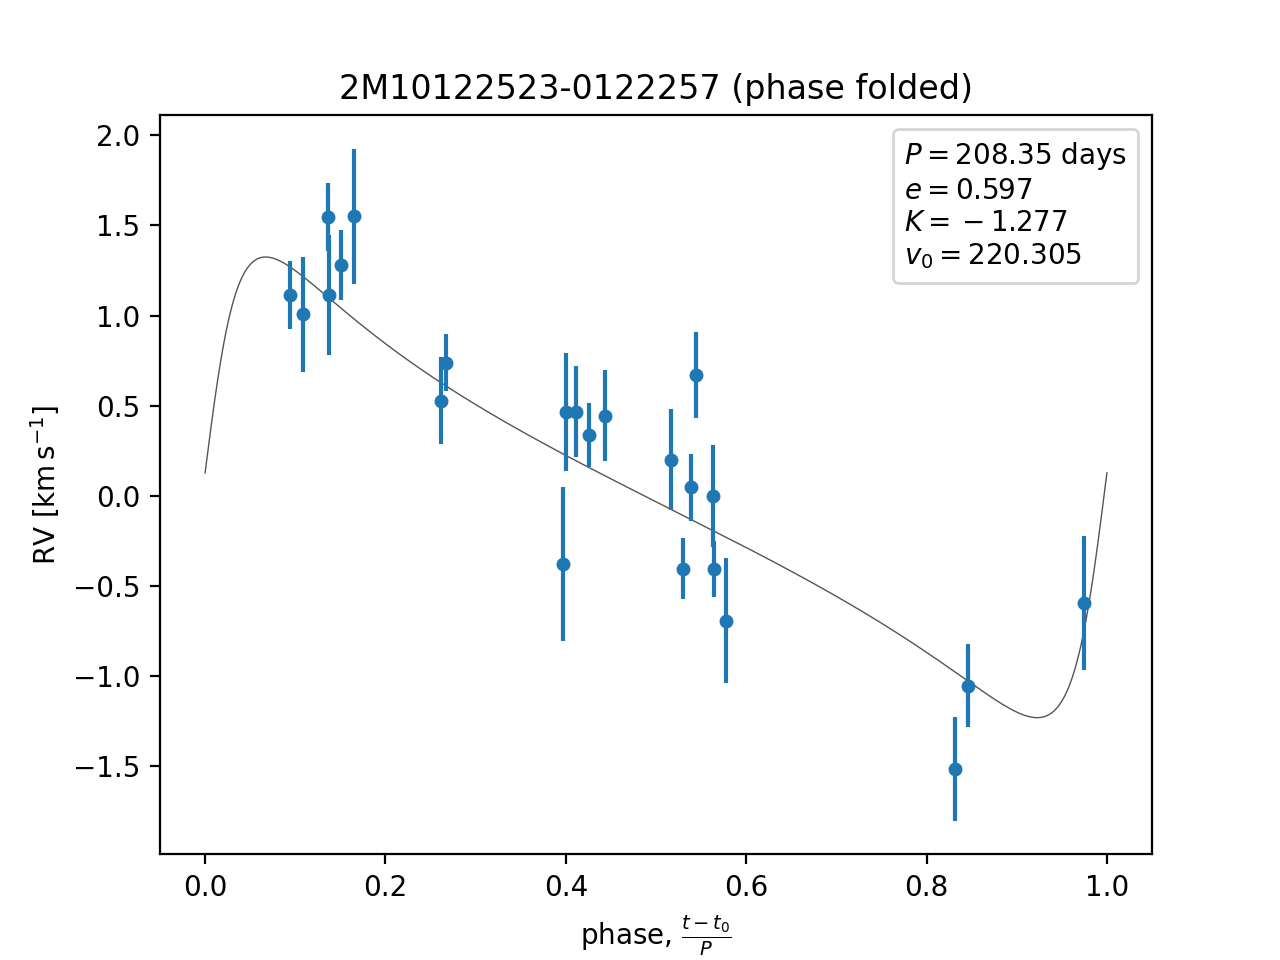 2M10122523-0122257 (phase folded)
P = 208.35 days
e = 0.597
K = −1.277
v₀ = 220.305
RV [km s⁻¹]
2.0
1.5
1.0
0.5
0.0
−0.5
−1.0
−1.5
0.0 0.2 0.4 0.6 0.8 1.0
phase, (t − t₀)/P